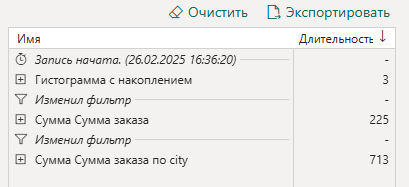 Очистить Экспортировать
Имя Длительность
Запись начата. (26.02.2025 16:36:20) -
Гистограмма с накоплением 3
Изменил фильтр -
Сумма Сумма заказа 225
Изменил фильтр -
Сумма Сумма заказа по city 713